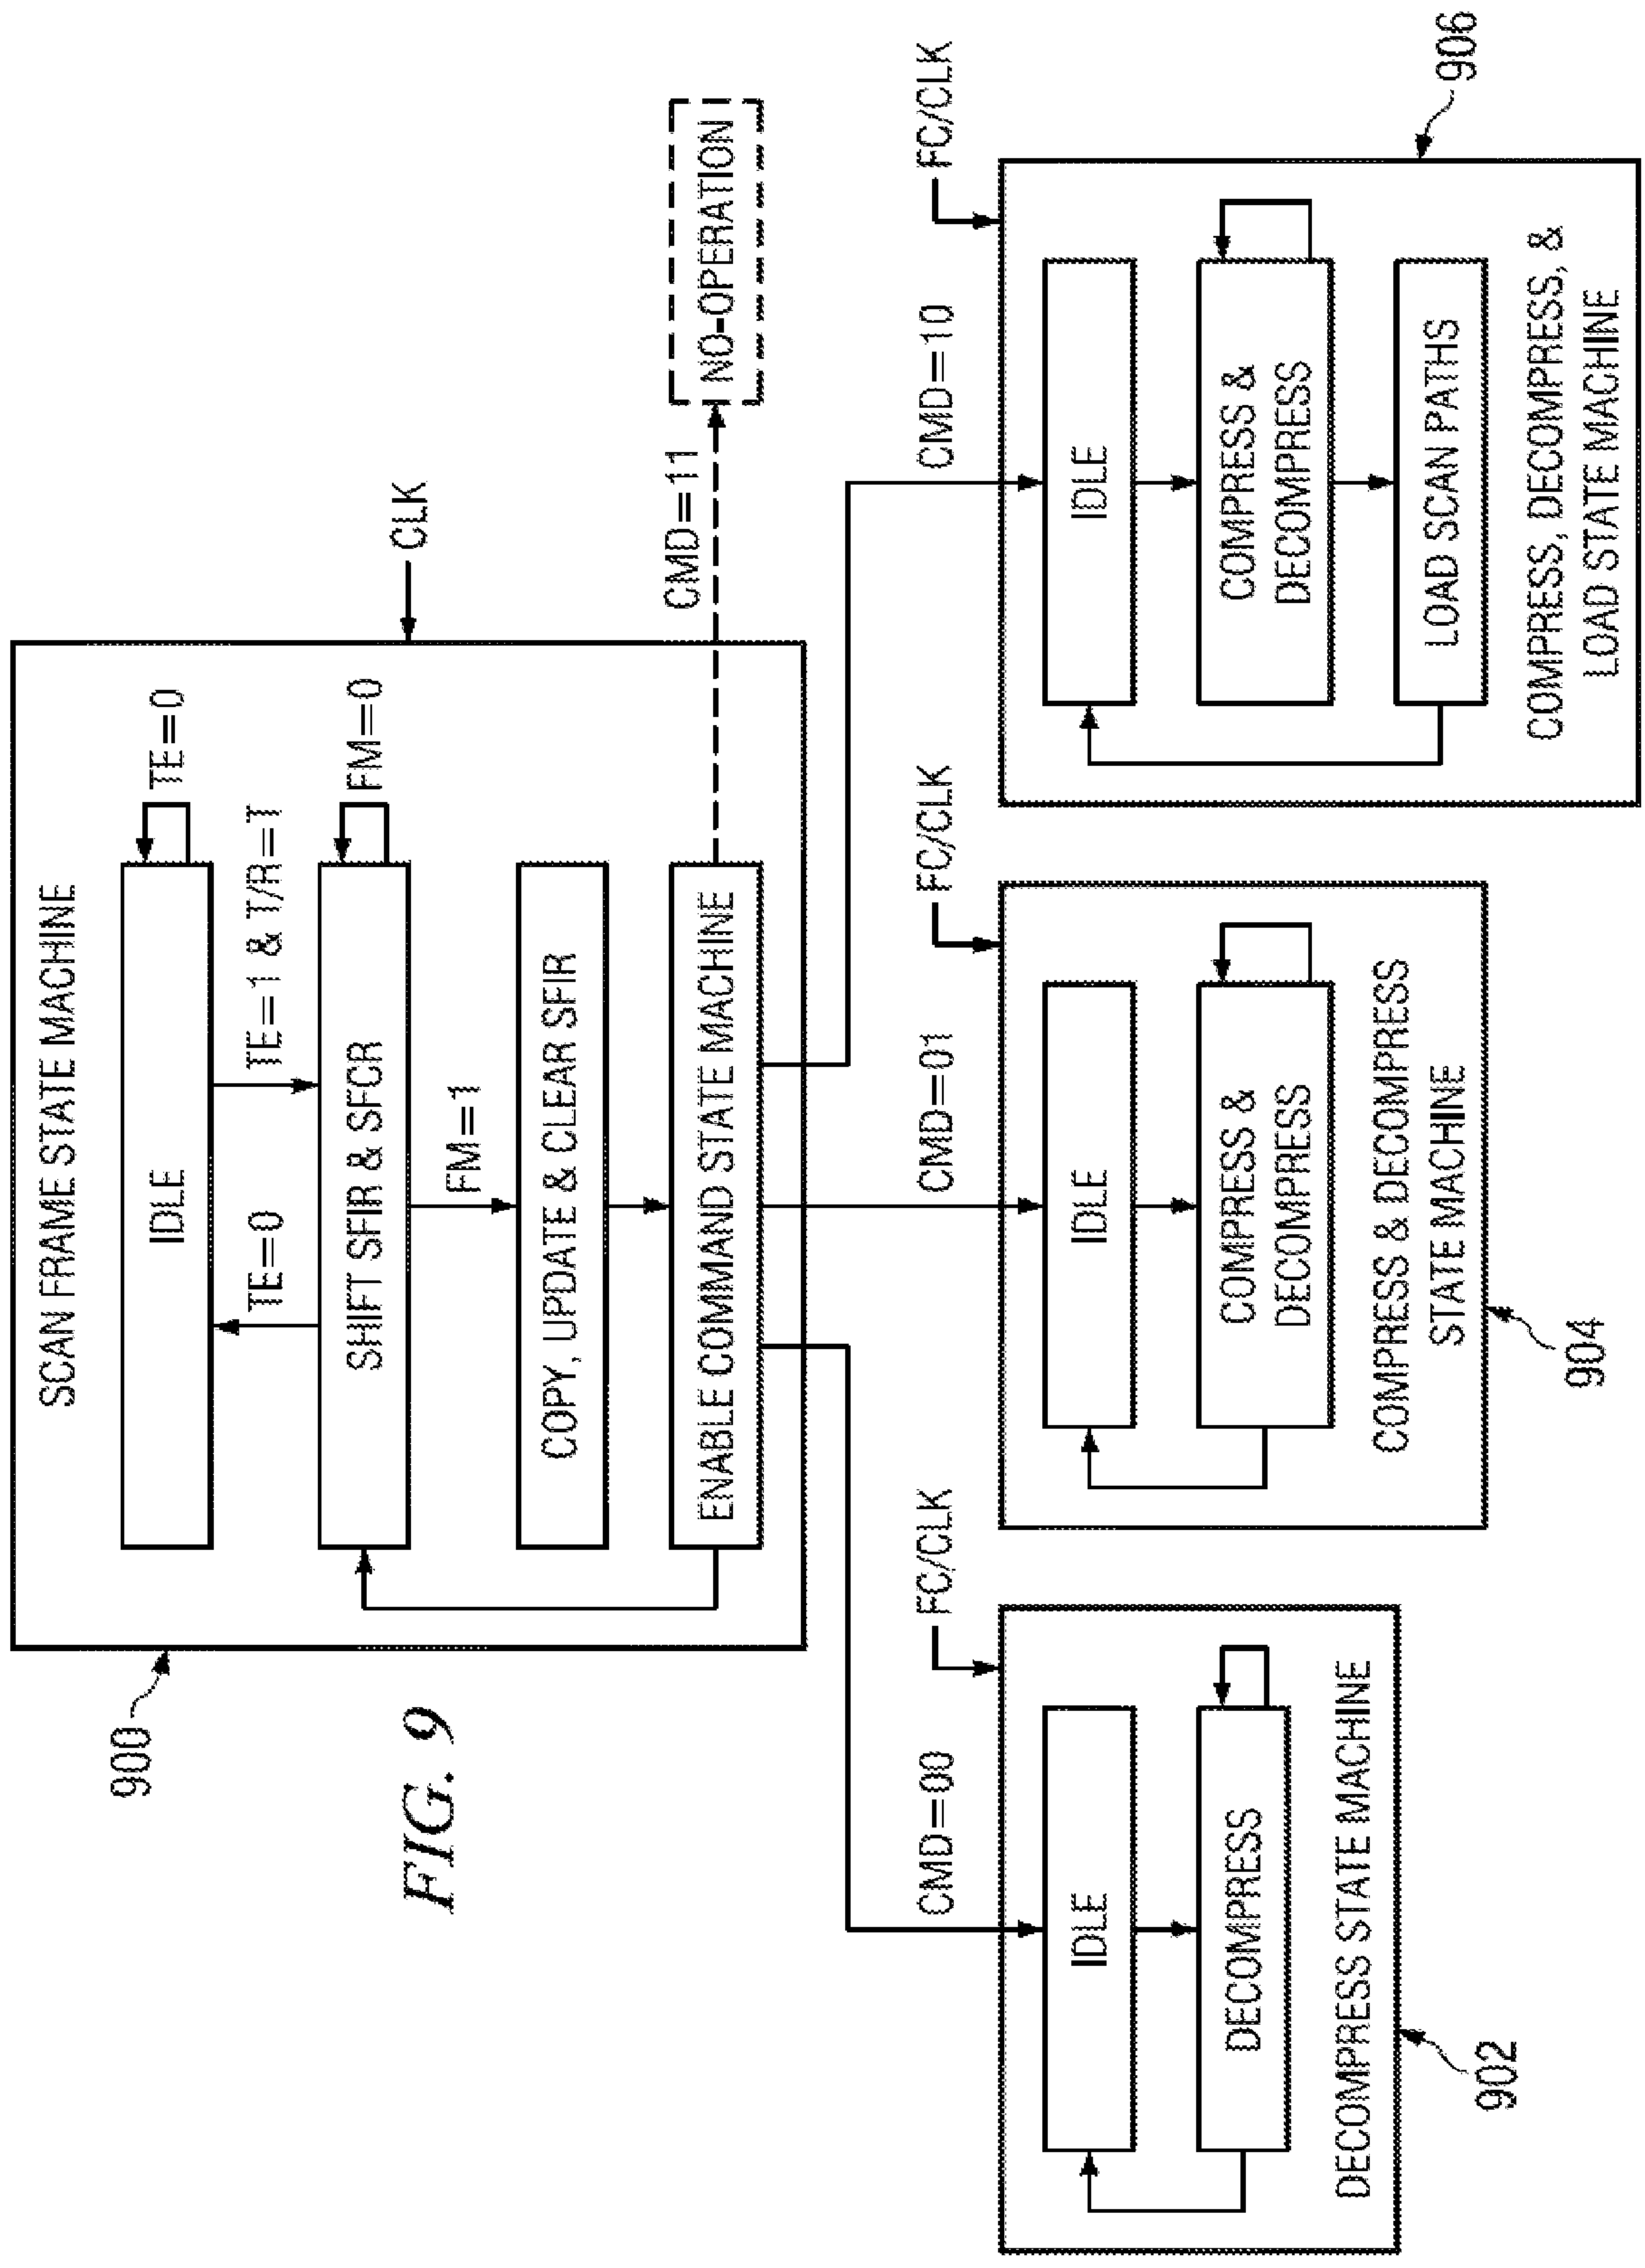 SCAN FRAME STATE MACHINE
900
IDLE
TE=0
TE=0
TE=1 & T/R=T
SHIFT SFIR & SFCR
FM=0
CLK
FM=1
COPY, UPDATE & CLEAR SFIR
ENABLE COMMAND STATE MACHINE
CMD=11
NO-OPERATION
FIG. 9
CMD=00
FC/CLK
CMD=01
FC/CLK
CMD=10
FC/CLK
IDLE
DECOMPRESS
DECOMPRESS STATE MACHINE
902
IDLE
COMPRESS &
DECOMPRESS
COMPRESS & DECOMPRESS
STATE MACHINE
904
IDLE
COMPRESS &
DECOMPRESS
LOAD SCAN PATHS
COMPRESS, DECOMPRESS, &
LOAD STATE MACHINE
906